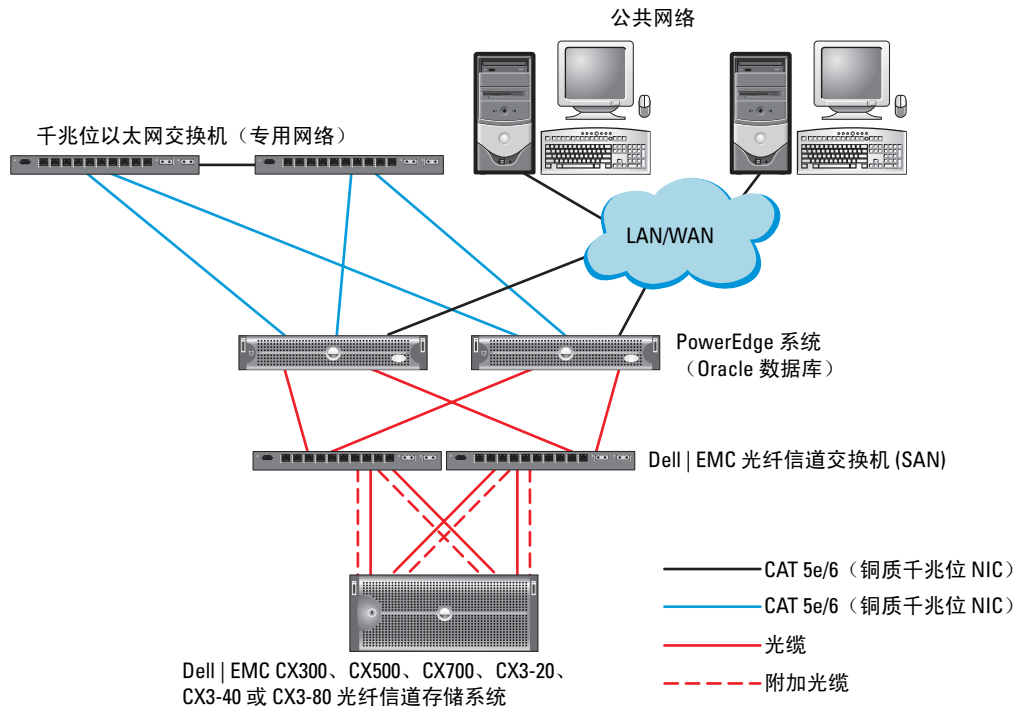 公共网络
千兆位以太网交换机（专用网络）
LAN/WAN
PowerEdge 系统
（Oracle 数据库）
Dell | EMC 光纤信道交换机 (SAN)
CAT 5e/6（铜质千兆位 NIC）
CAT 5e/6（铜质千兆位 NIC）
光缆
附加光缆
Dell | EMC CX300、CX500、CX700、CX3-20、
CX3-40 或 CX3-80 光纤信道存储系统